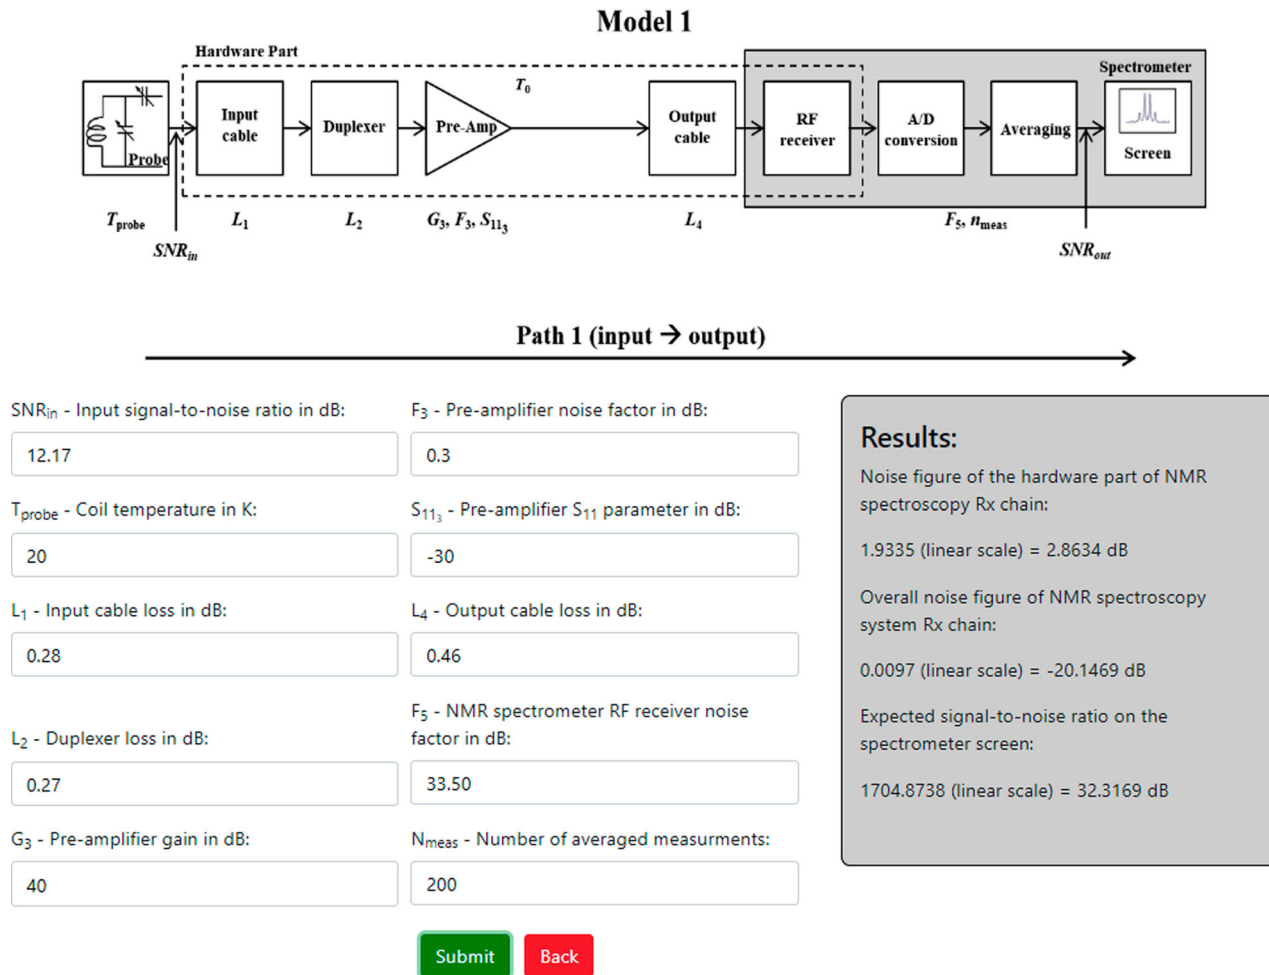 Model 1
Hardware Part
Spectrometer
T0
Input cable
Duplexer
Pre-Amp
Output cable
RF receiver
A/D conversion
Averaging
Screen
Probe
Tprobe
L1
L2
G3, F3, S113
L4
F5, nmeas
SNRin
SNRout
Path 1 (input → output)
SNRin - Input signal-to-noise ratio in dB:
12.17
F3 - Pre-amplifier noise factor in dB:
0.3
Tprobe - Coil temperature in K:
20
S113 - Pre-amplifier S11 parameter in dB:
-30
L1 - Input cable loss in dB:
0.28
L4 - Output cable loss in dB:
0.46
L2 - Duplexer loss in dB:
0.27
F5 - NMR spectrometer RF receiver noise
factor in dB:
33.50
G3 - Pre-amplifier gain in dB:
40
Nmeas - Number of averaged measurments:
200
Submit
Back
Results:
Noise figure of the hardware part of NMR
spectroscopy Rx chain:
1.9335 (linear scale) = 2.8634 dB
Overall noise figure of NMR spectroscopy
system Rx chain:
0.0097 (linear scale) = -20.1469 dB
Expected signal-to-noise ratio on the
spectrometer screen:
1704.8738 (linear scale) = 32.3169 dB